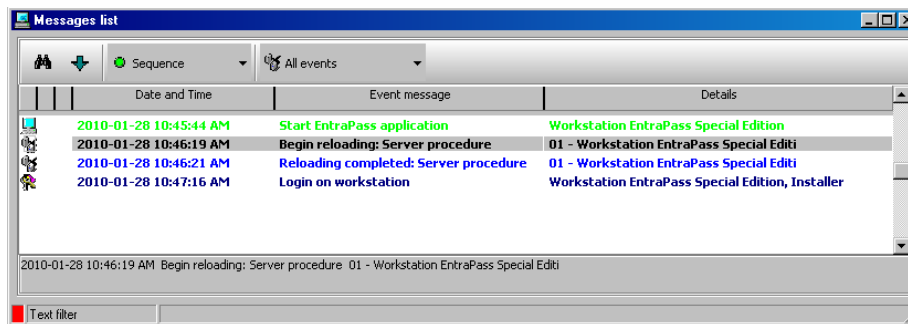 Messages list
Sequence All events
Date and Time Event message Details
2010-01-28 10:45:44 AM Start EntraPass application Workstation EntraPass Special Edition
2010-01-28 10:46:19 AM Begin reloading: Server procedure 01 - Workstation EntraPass Special Editi
2010-01-28 10:46:21 AM Reloading completed: Server procedure 01 - Workstation EntraPass Special Editi
2010-01-28 10:47:16 AM Login on workstation Workstation EntraPass Special Edition, Installer
2010-01-28 10:46:19 AM Begin reloading: Server procedure 01 - Workstation EntraPass Special Editi
Text filter